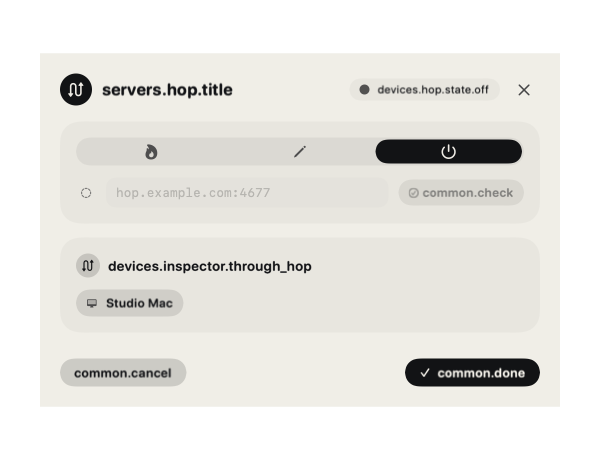 servers.hop.title
devices.hop.state.off
hop.example.com:4677
common.check
devices.inspector.through_hop
Studio Mac
common.cancel
common.done